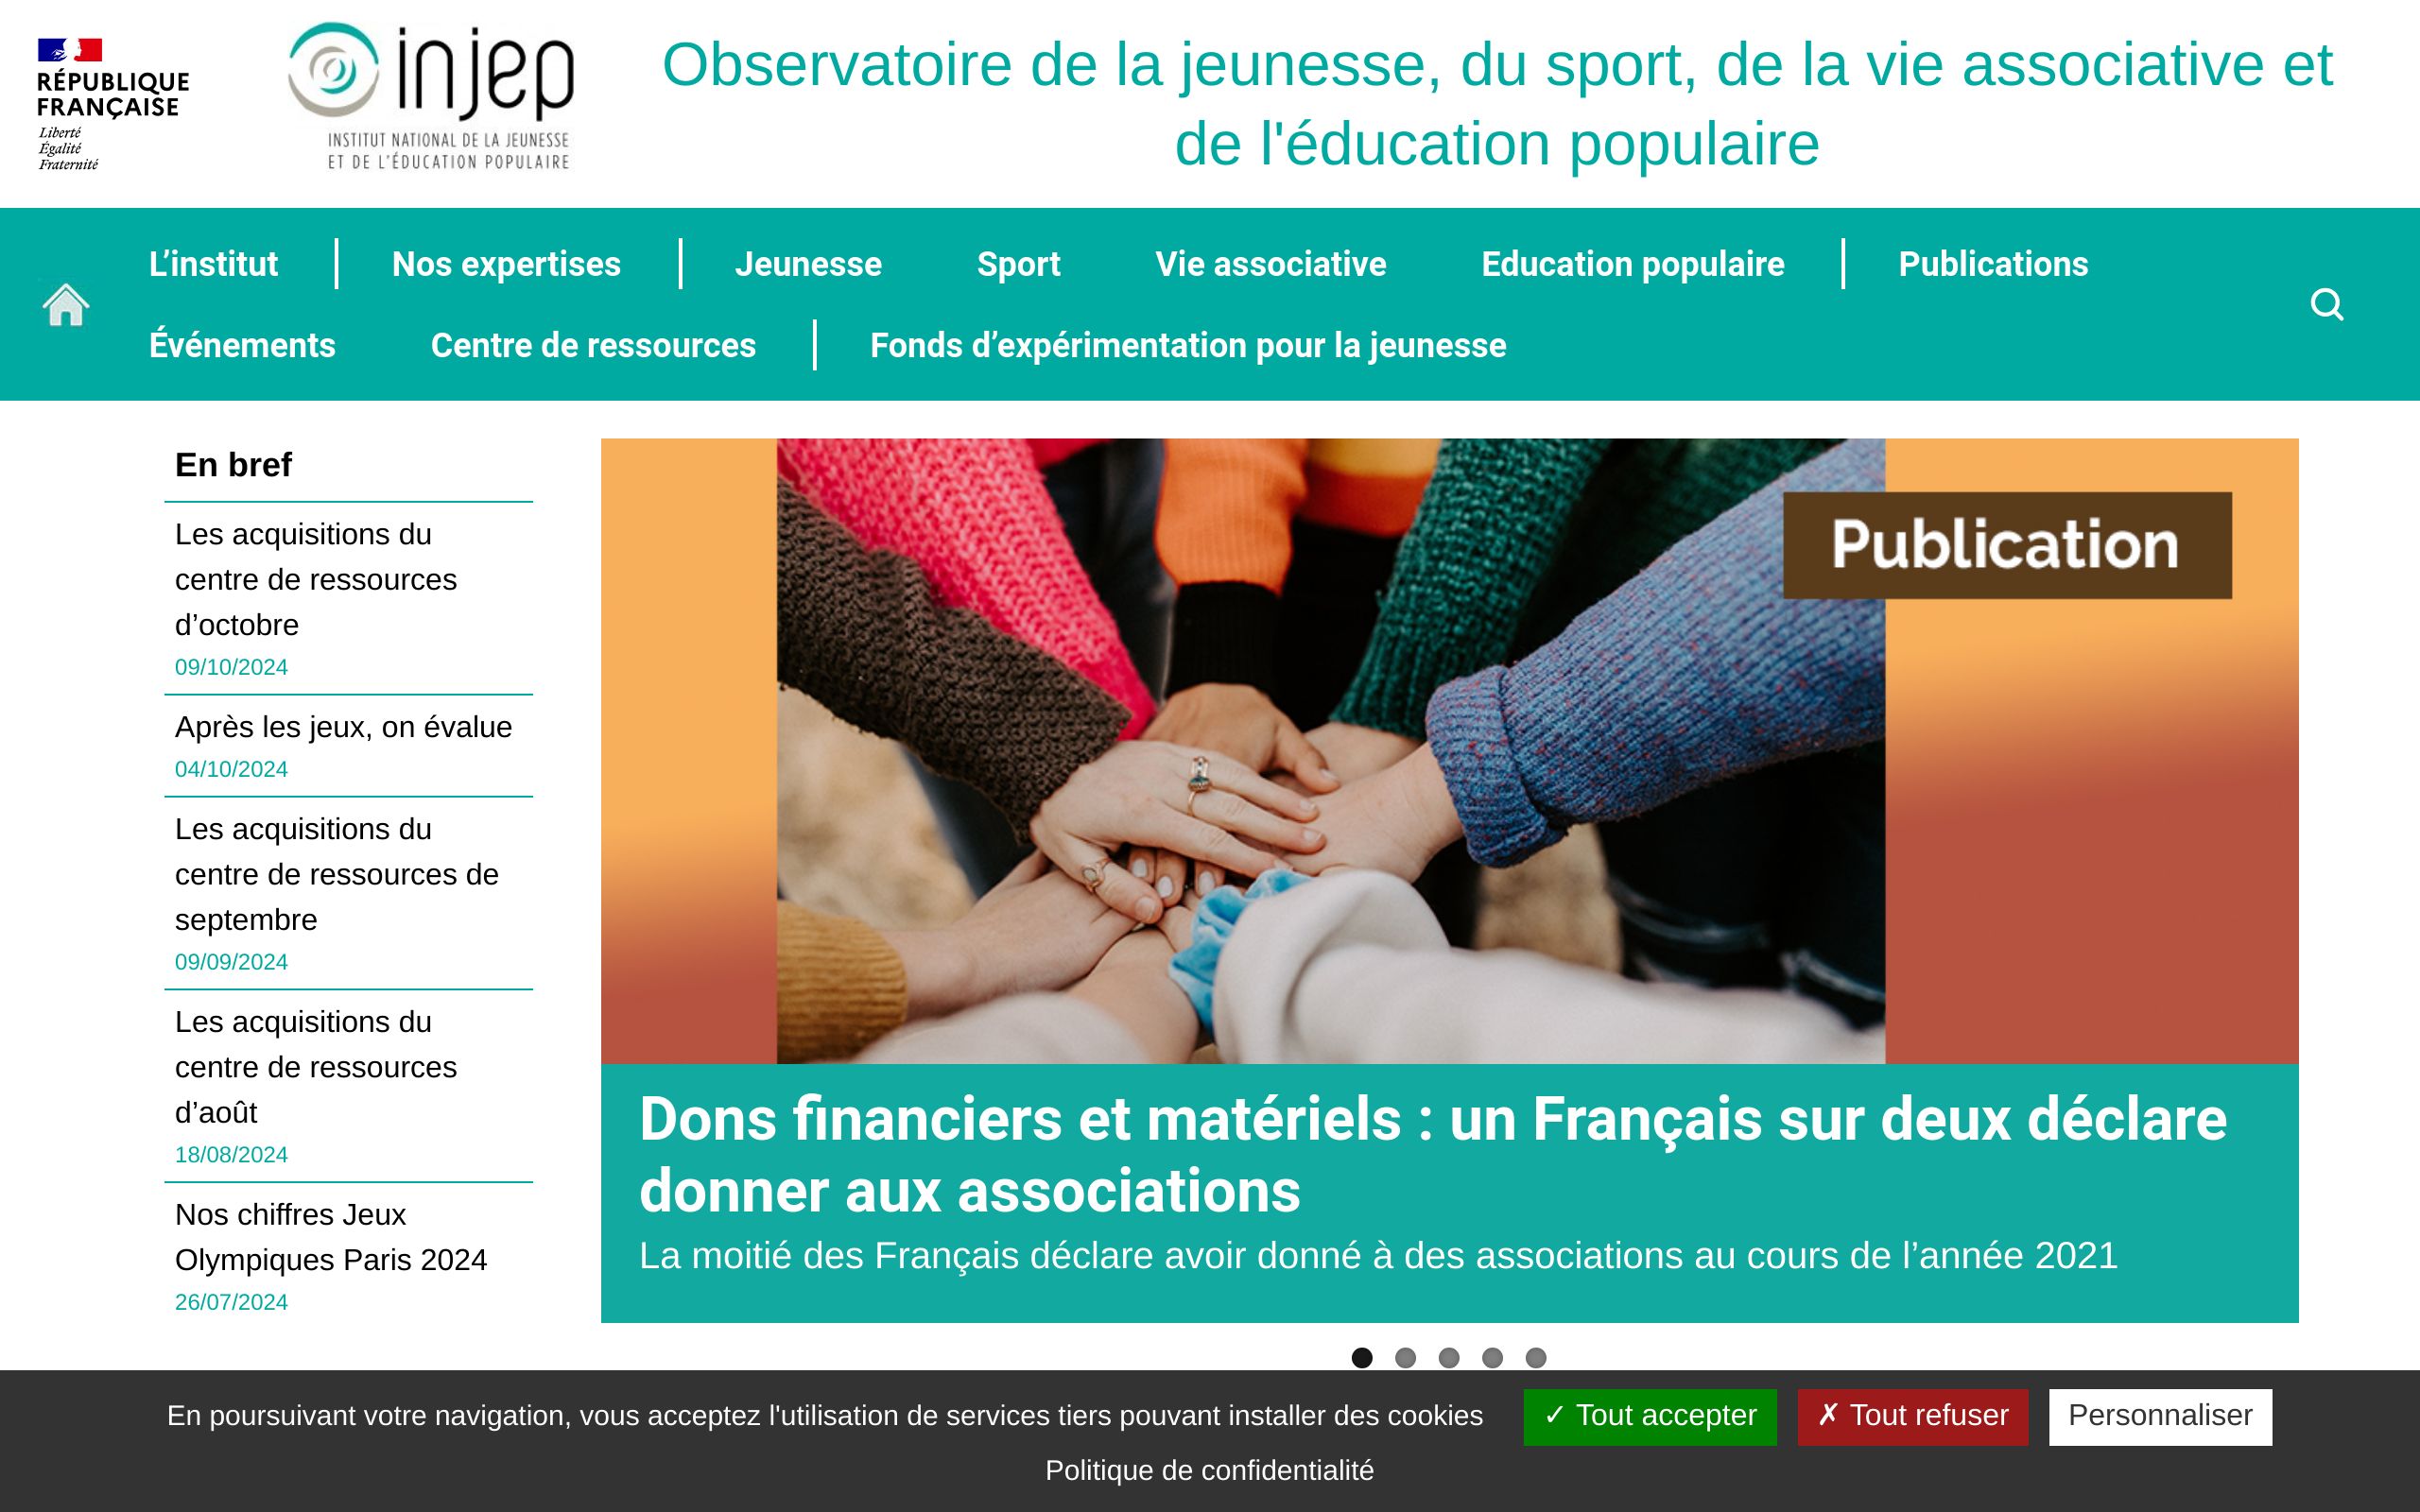 RÉPUBLIQUE
FRANÇAISE
Liberté
Égalité
Fraternité
injep
INSTITUT NATIONAL DE LA JEUNESSE
ET DE L'ÉDUCATION POPULAIRE
Observatoire de la jeunesse, du sport, de la vie associative et
de l'éducation populaire
L’institut
Nos expertises
Jeunesse
Sport
Vie associative
Education populaire
Publications
Événements
Centre de ressources
Fonds d’expérimentation pour la jeunesse
En bref
Les acquisitions du
centre de ressources
d’octobre
09/10/2024
Après les jeux, on évalue
04/10/2024
Les acquisitions du
centre de ressources de
septembre
09/09/2024
Les acquisitions du
centre de ressources
d’août
18/08/2024
Nos chiffres Jeux
Olympiques Paris 2024
26/07/2024
Publication
Dons financiers et matériels : un Français sur deux déclare
donner aux associations
La moitié des Français déclare avoir donné à des associations au cours de l’année 2021
En poursuivant votre navigation, vous acceptez l'utilisation de services tiers pouvant installer des cookies
✓ Tout accepter
✗ Tout refuser
Personnaliser
Politique de confidentialité